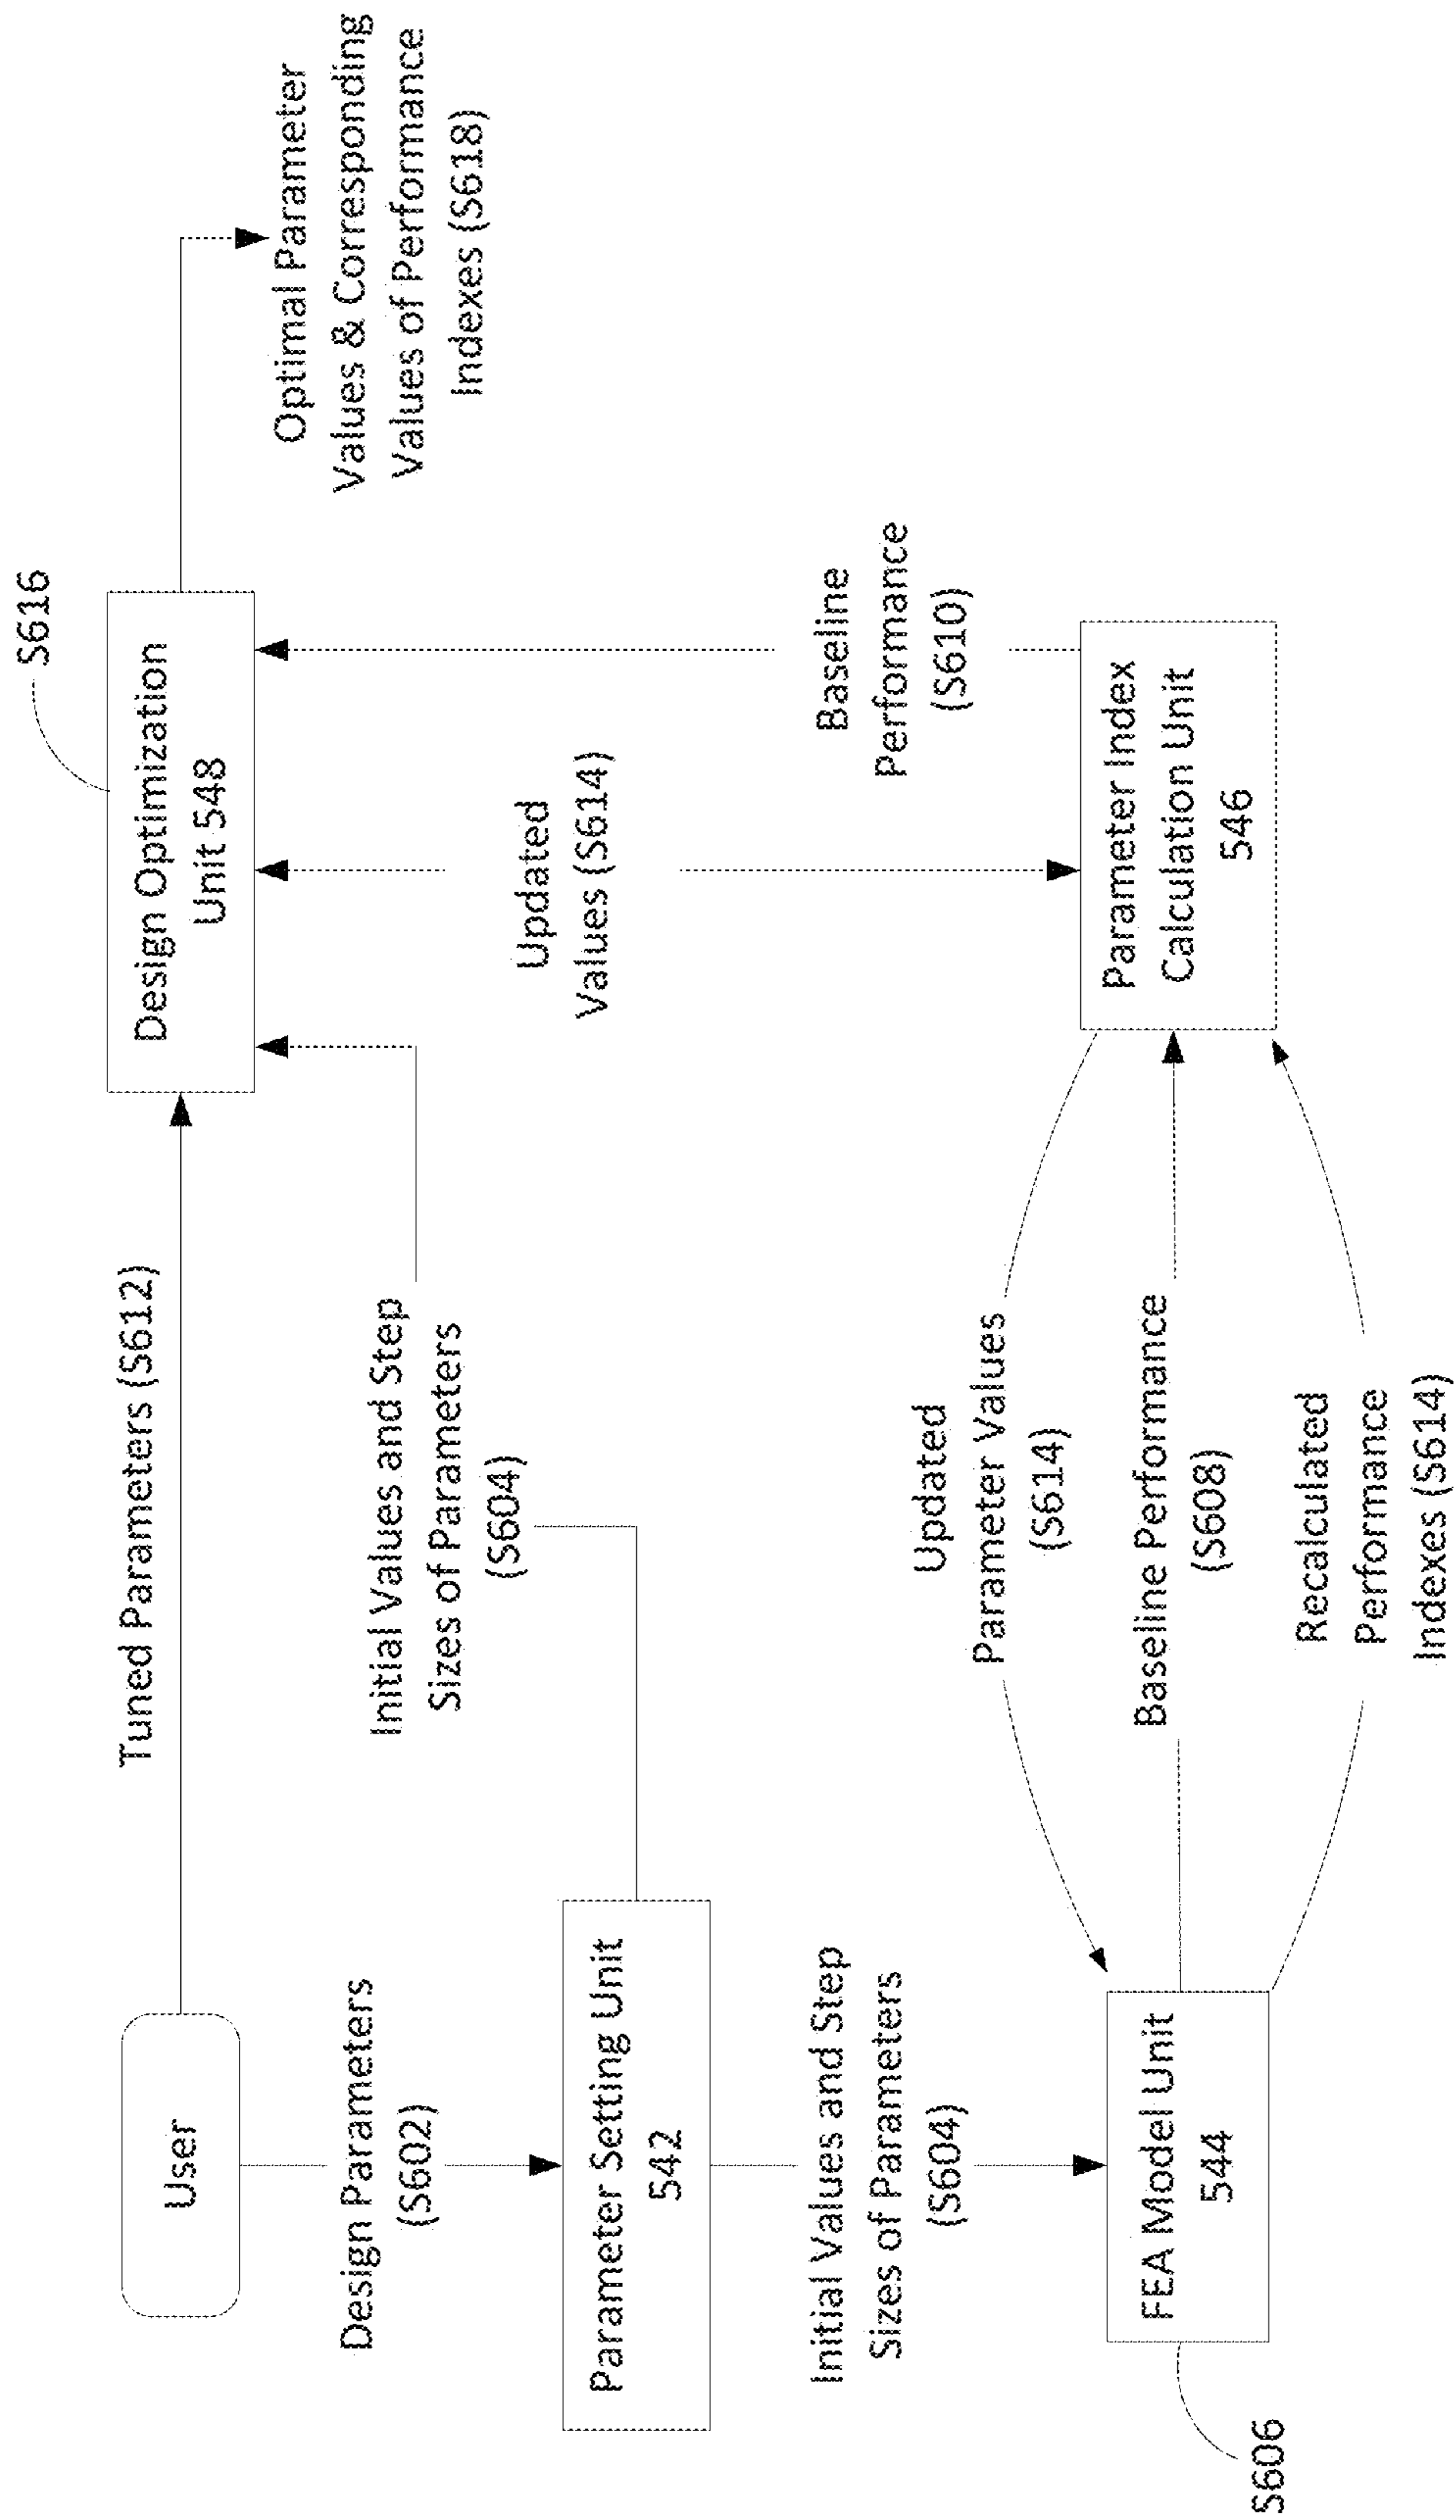 User
Tuned Parameters (S612)
Design Optimization
Unit 548
S616
Optimal Parameter
Values & Corresponding
Values of Performance
Indexes (S618)
Design Parameters
(S602)
Initial Values and Step
Sizes of Parameters
(S604)
Updated
Values (S614)
Parameter Setting Unit
542
Initial Values and Step
Sizes of Parameters
(S604)
Baseline
Performance
(S610)
Updated
Parameter Values
(S614)
FEA Model Unit
544
S606
Baseline Performance
(S608)
Parameter Index
Calculation Unit
546
Recalculated
Performance
Indexes (S614)